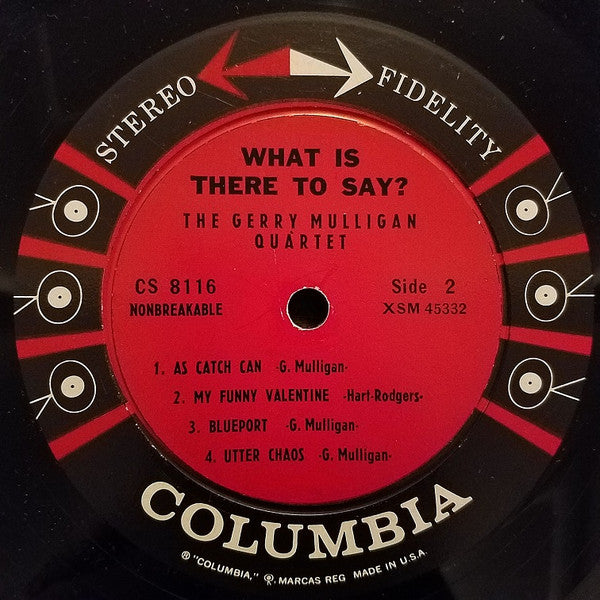 STEREO FIDELITY
WHAT IS
THERE TO SAY?
THE GERRY MULLIGAN
QUARTET
CS 8116
NONBREAKABLE
Side 2
XSM 45332
1. AS CATCH CAN -G. Mulligan-
2. MY FUNNY VALENTINE -Hart-Rodgers-
3. BLUEPORT -G. Mulligan-
4. UTTER CHAOS -G. Mulligan-
COLUMBIA
® "COLUMBIA," ⓟ. MARCAS REG MADE IN U.S.A.